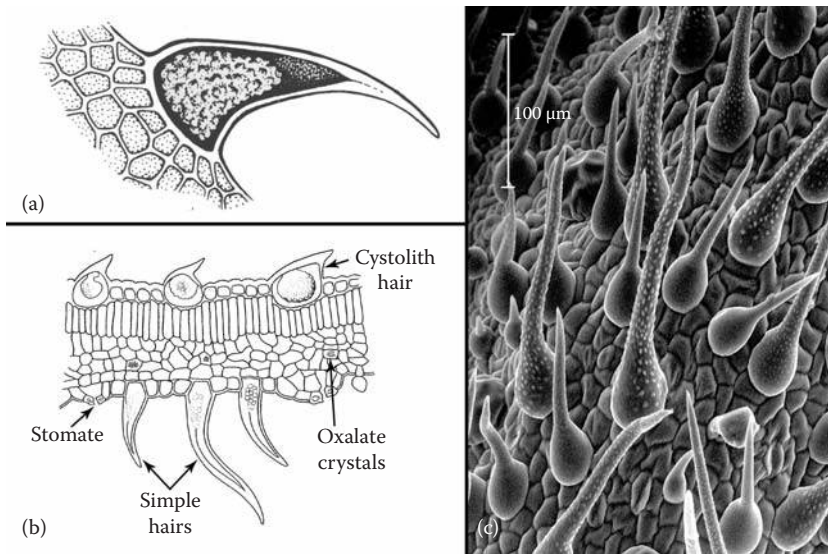 (a)
100 μm
Cystolith
hair
Stomate
Oxalate
crystals
Simple
hairs
(b)
(c)